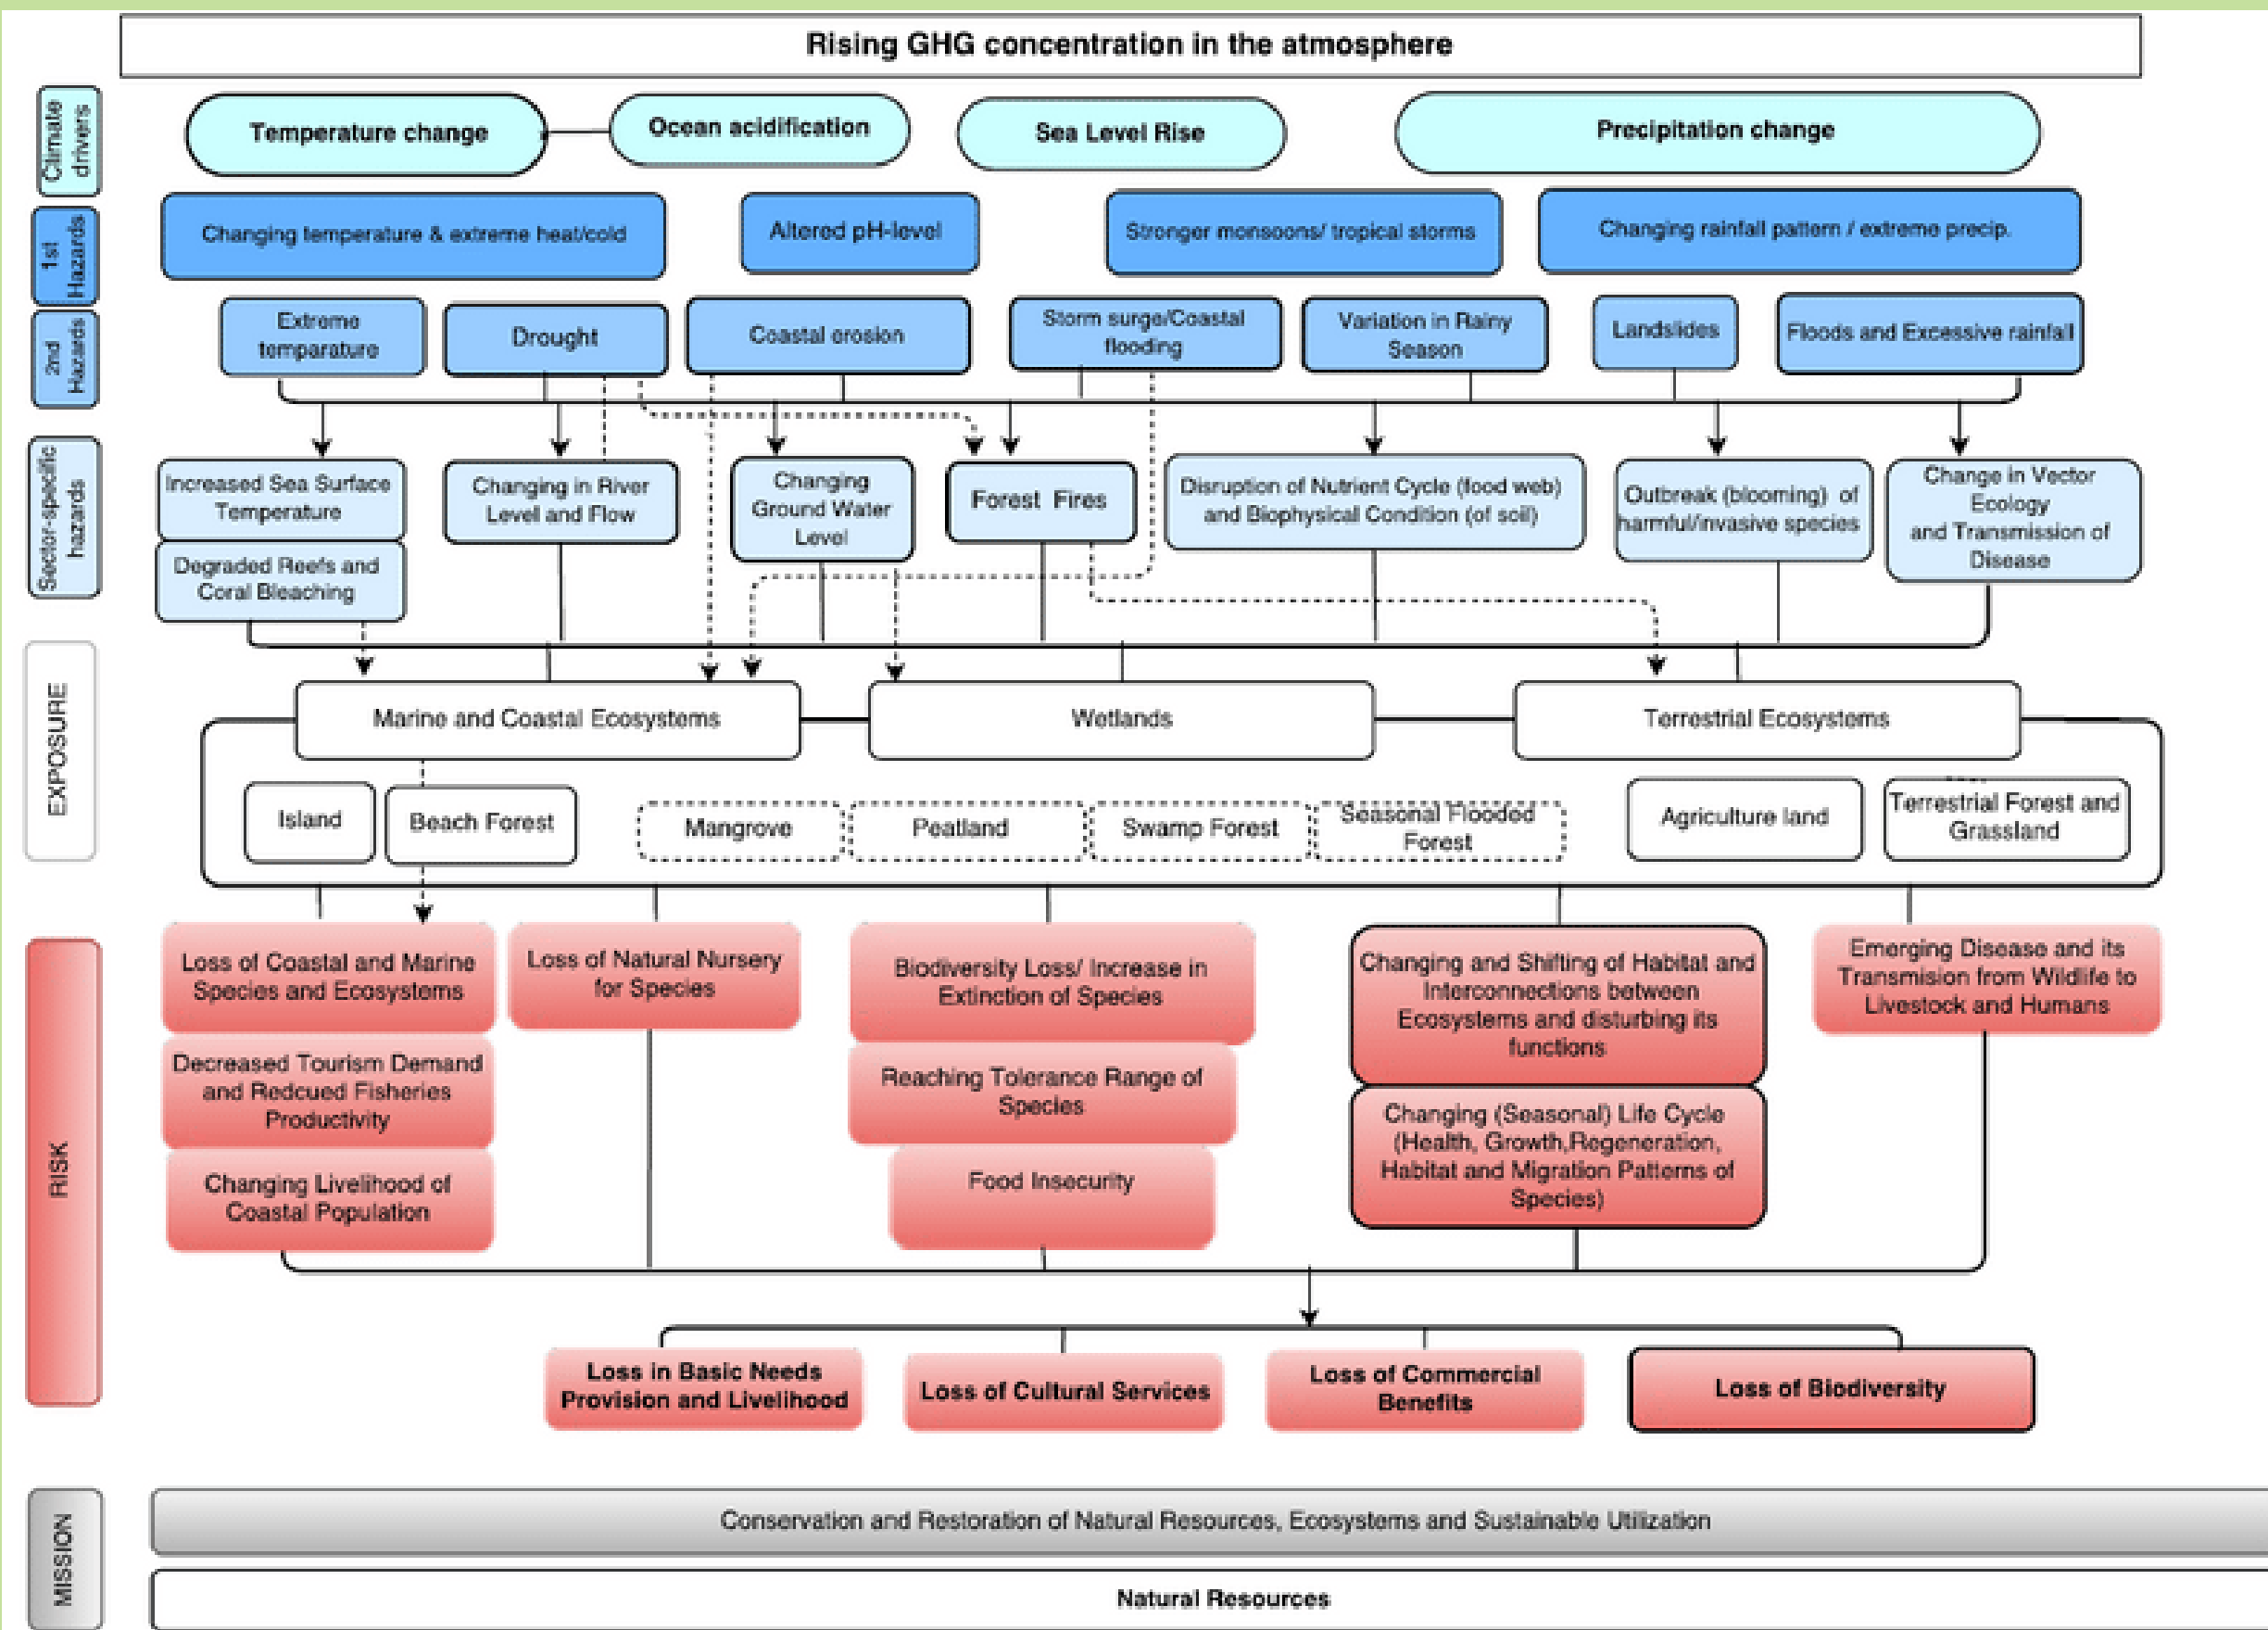 Rising GHG concentration in the atmosphere
Climate
drivers
Temperature change
Ocean acidification
Sea Level Rise
Precipitation change
1st
Hazards
Changing temperature & extreme heat/cold
Altered pH-level
Stronger monsoons/ tropical storms
Changing rainfall pattern / extreme precip.
2nd
Hazards
Extreme
temparature
Drought
Coastal erosion
Storm surge/Coastal
flooding
Variation in Rainy
Season
Landslides
Floods and Excessive rainfall
Sector-specific
hazards
Increased Sea Surface
Temperature
Degraded Reefs and
Coral Bleaching
Changing in River
Level and Flow
Changing
Ground Water
Level
Forest Fires
Disruption of Nutrient Cycle (food web)
and Biophysical Condition (of soil)
Outbreak (blooming) of
harmful/invasive species
Change in Vector
Ecology
and Transmission of
Disease
EXPOSURE
Marine and Coastal Ecosystems
Wetlands
Terrestrial Ecosystems
Island
Beach Forest
Mangrove
Peatland
Swamp Forest
Seasonal Flooded
Forest
Agriculture land
Terrestrial Forest and
Grassland
RISK
Loss of Coastal and Marine
Species and Ecosystems
Decreased Tourism Demand
and Redcued Fisheries
Productivity
Changing Livelihood of
Coastal Population
Loss of Natural Nursery
for Species
Biodiversity Loss/ Increase in
Extinction of Species
Reaching Tolerance Range of
Species
Food Insecurity
Changing and Shifting of Habitat and
Interconnections between
Ecosystems and disturbing its
functions
Changing (Seasonal) Life Cycle
(Health, Growth,Regeneration,
Habitat and Migration Patterns of
Species)
Emerging Disease and its
Transmision from Wildlife to
Livestock and Humans
Loss in Basic Needs
Provision and Livelihood
Loss of Cultural Services
Loss of Commercial
Benefits
Loss of Biodiversity
MISSION
Conservation and Restoration of Natural Resources, Ecosystems and Sustainable Utilization
Natural Resources